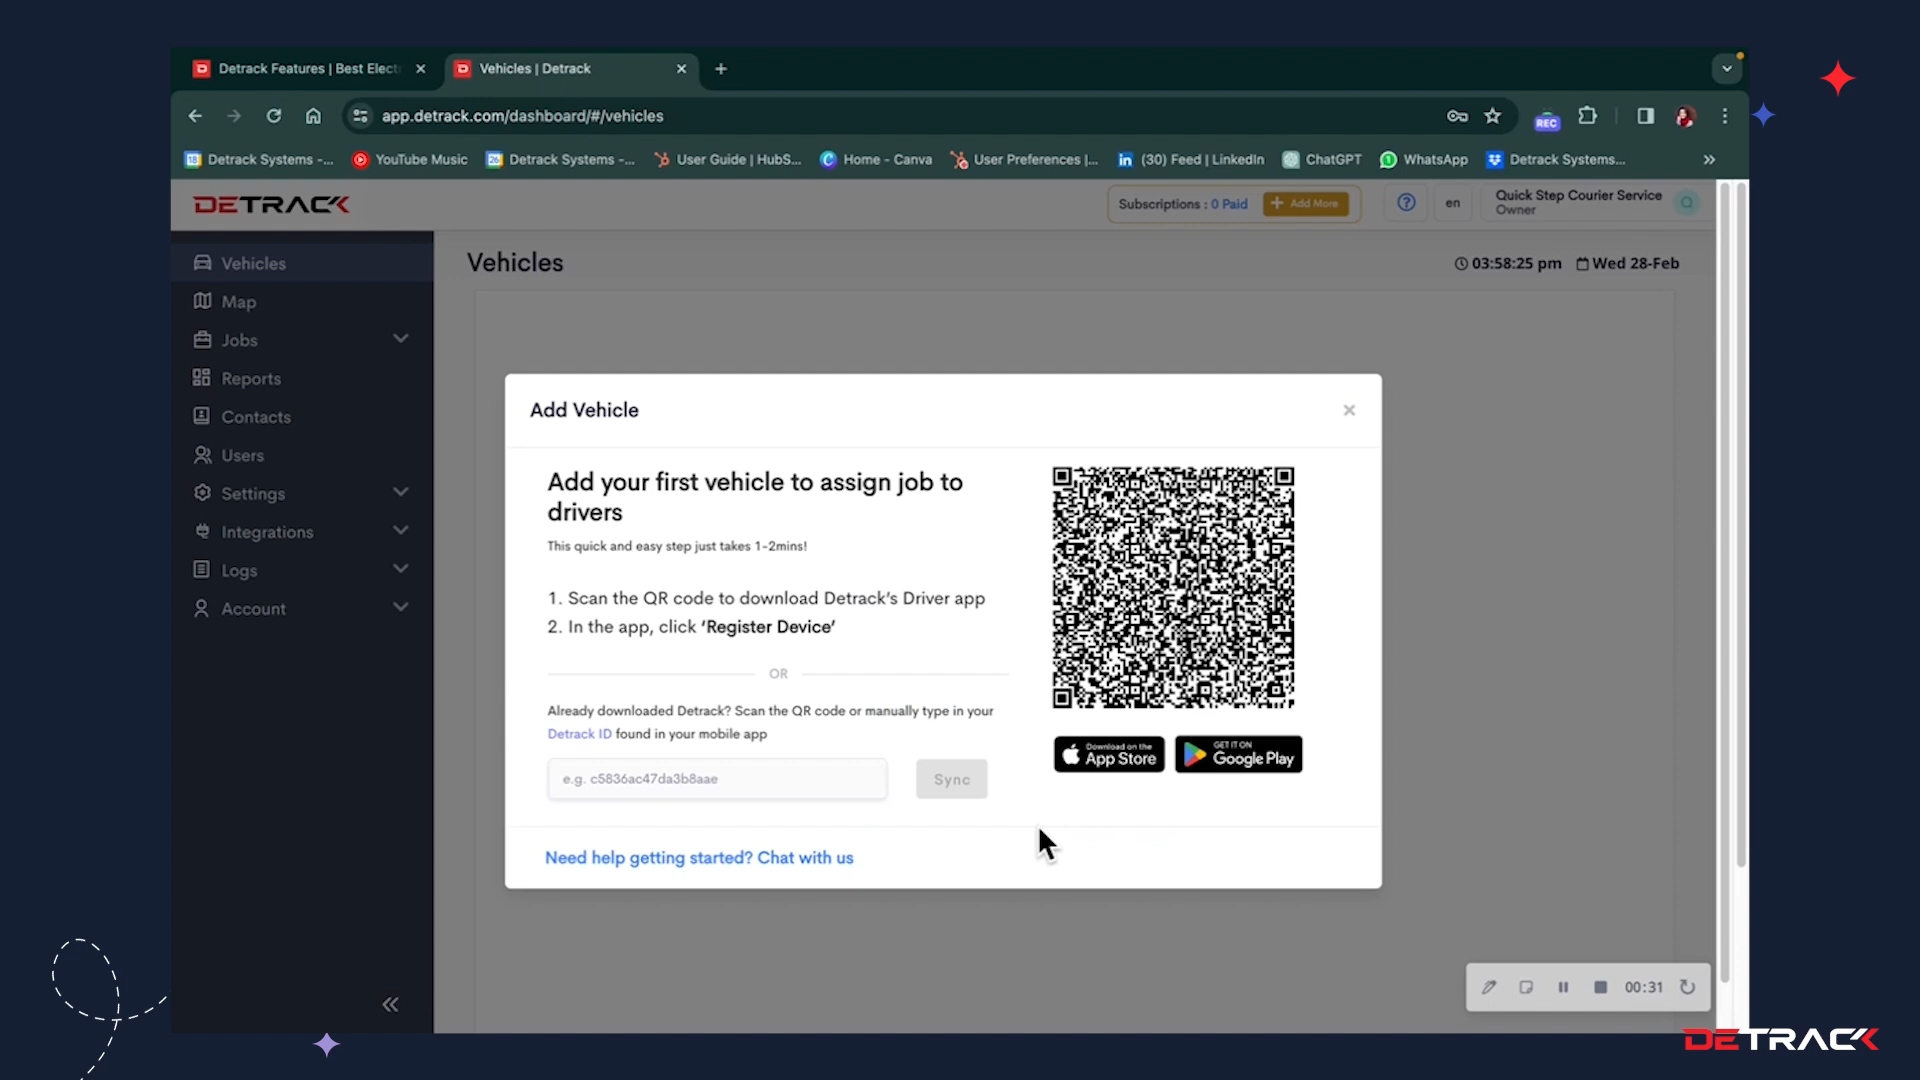 Detrack Features | Best Elect
Vehicles | Detrack
app.detrack.com/dashboard/#/vehicles
REC
Detrack Systems -...
YouTube Music
Detrack Systems -...
User Guide | HubS...
Home - Canva
User Preferences |...
(30) Feed | LinkedIn
ChatGPT
WhatsApp
Detrack Systems...
DETRACK
Subscriptions : 0 Paid
Add More
en
Quick Step Courier Service
Owner
Vehicles
Map
Jobs
Reports
Contacts
Users
Settings
Integrations
Logs
Account
Vehicles
03:58:25 pm
Wed 28-Feb
Add Vehicle
Add your first vehicle to assign job to
drivers
This quick and easy step just takes 1-2mins!
1. Scan the QR code to download Detrack's Driver app
2. In the app, click ‘Register Device’
OR
Already downloaded Detrack? Scan the QR code or manually type in your
Detrack ID found in your mobile app
e.g. c5836ac47da3b8aae
Sync
Download on the
App Store
GET IT ON
Google Play
Need help getting started? Chat with us
00:31
DETRACK